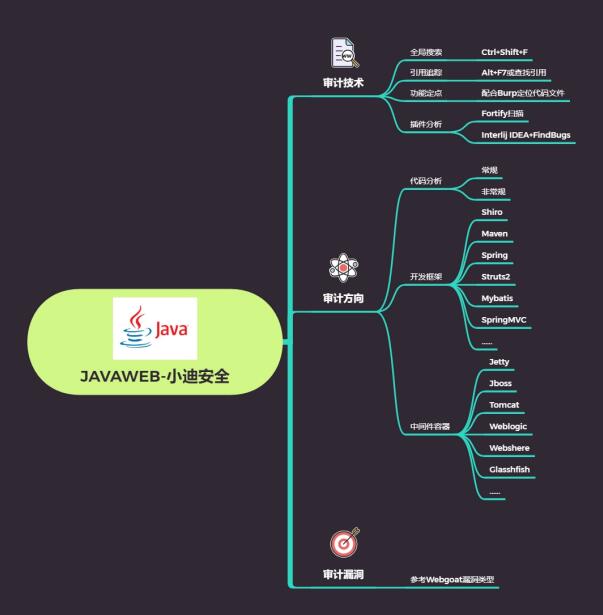 审计技术
全局搜索
Ctrl+Shift+F
引用追踪
Alt+F7或查找引用
功能定点
配合Burp定位代码文件
插件分析
Fortify扫描
Interlij IDEA+FindBugs
审计方向
代码分析
常规
非常规
开发框架
Shiro
Maven
Spring
Struts2
Mybatis
SpringMVC
......
中间件容器
Jetty
Jboss
Tomcat
Weblogic
Webshere
Glasshfish
......
Java
JAVAWEB-小迪安全
审计漏洞
参考Webgoat漏洞类型